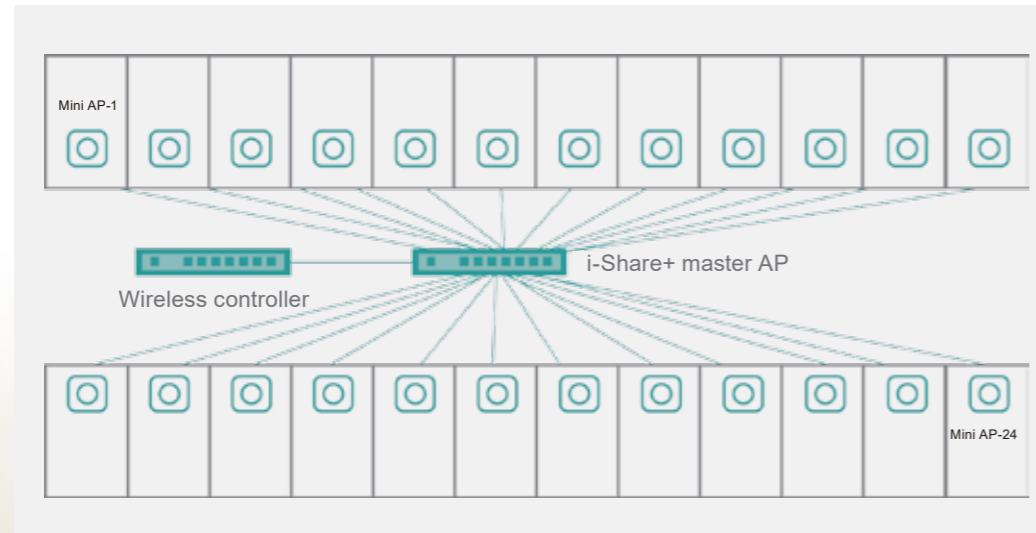 Mini AP-1
i-Share+ master AP
Wireless controller
Mini AP-24